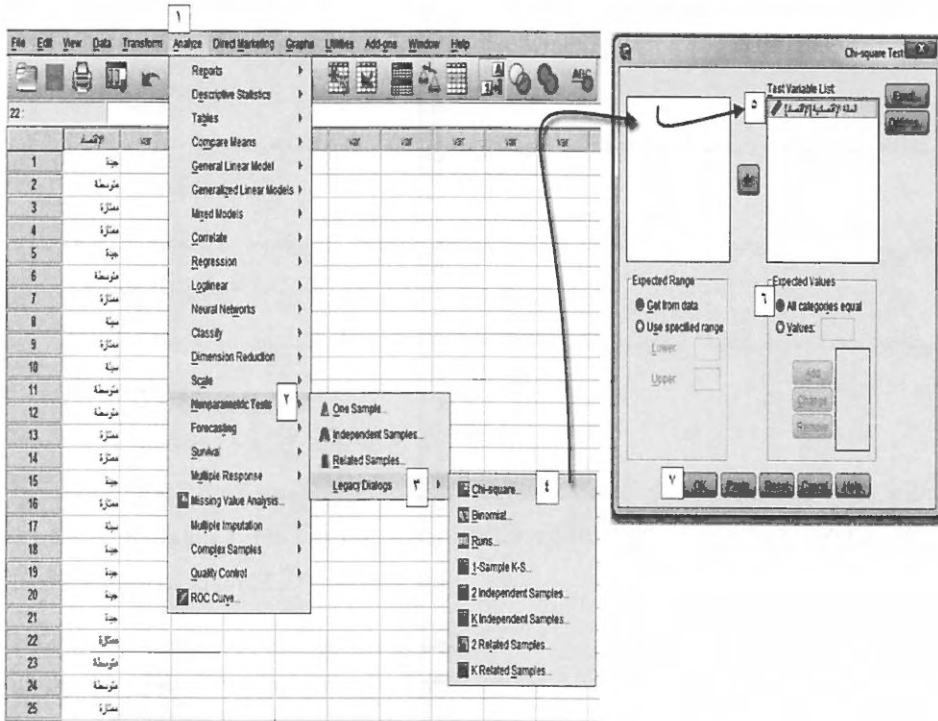 ١
File Edit View Data Transform Analyze Direct Marketing Graphs Utilities Add-ons Window Help
22 :
الاقتصاد var var var var var var
1 جيدة
2 متوسطة
3 ممتازة
4 ممتازة
5 جيدة
6 متوسطة
7 ممتازة
8 سيئة
9 ممتازة
10 سيئة
11 متوسطة
12 متوسطة
13 ممتازة
14 ممتازة
15 جيدة
16 ممتازة
17 سيئة
18 جيدة
19 جيدة
20 جيدة
21 جيدة
22 ممتازة
23 متوسطة
24 متوسطة
25 ممتازة
Reports
Descriptive Statistics
Tables
Compare Means
General Linear Model
Generalized Linear Models
Mixed Models
Correlate
Regression
Loglinear
Neural Networks
Classify
Dimension Reduction
Scale
Nonparametric Tests ٢
Forecasting
Survival
Multiple Response
Missing Value Analysis...
Multiple Imputation
Complex Samples
Quality Control
ROC Curve...
One Sample...
Independent Samples...
Related Samples...
Legacy Dialogs ٣
Chi-square... ٤
Binomial...
Runs...
1-Sample K-S...
2 Independent Samples...
K Independent Samples...
2 Related Samples...
K Related Samples...
Chi-square Test
Test Variable List:
٥
Exact...
Options...
Expected Range
Get from data
Use specified range
Lower:
Upper:
Expected Values
٦
All categories equal
Values:
Add
Change
Remove
٧
OK Paste Reset Cancel Help